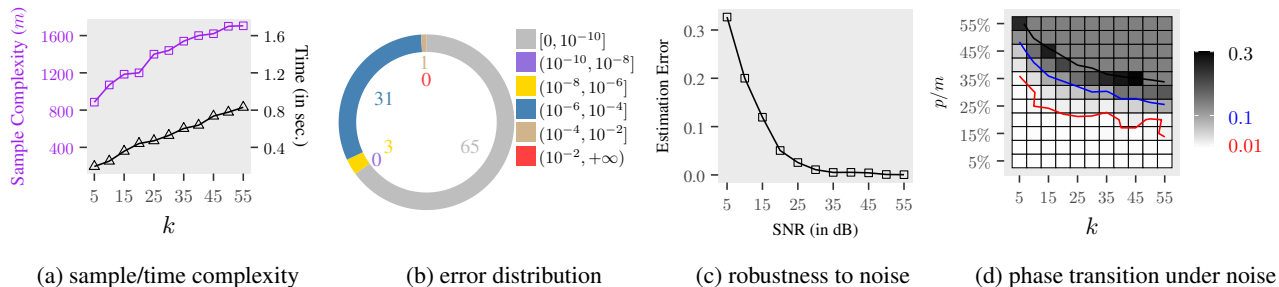 Sample Complexity (m)
1600
1200
800
400
1.6
1.2
0.8
0.4
Time (in sec.)
5 15 25 35 45 55
k
(a) sample/time complexity
1
0
31
3
0
65
[0, 10⁻¹⁰]
(10⁻¹⁰, 10⁻⁸]
(10⁻⁸, 10⁻⁶]
(10⁻⁶, 10⁻⁴]
(10⁻⁴, 10⁻²]
(10⁻², +∞)
(b) error distribution
Estimation Error
0.3
0.2
0.1
0.0
5 15 25 35 45 55
SNR (in dB)
(c) robustness to noise
p/m
55%
45%
35%
25%
15%
5%
5 15 25 35 45 55
k
0.3
0.1
0.01
(d) phase transition under noise